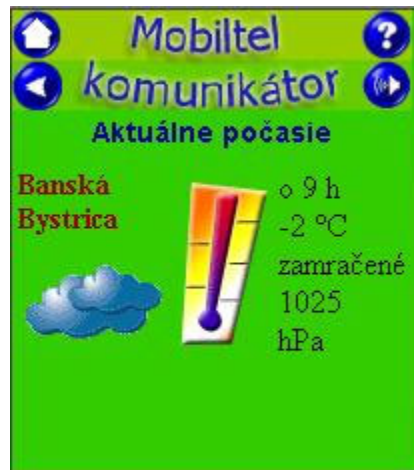 Mobiltel
?
komunikátor
Aktuálne počasie
Banská
Bystrica
o 9 h
-2 °C
zamračené
1025
hPa